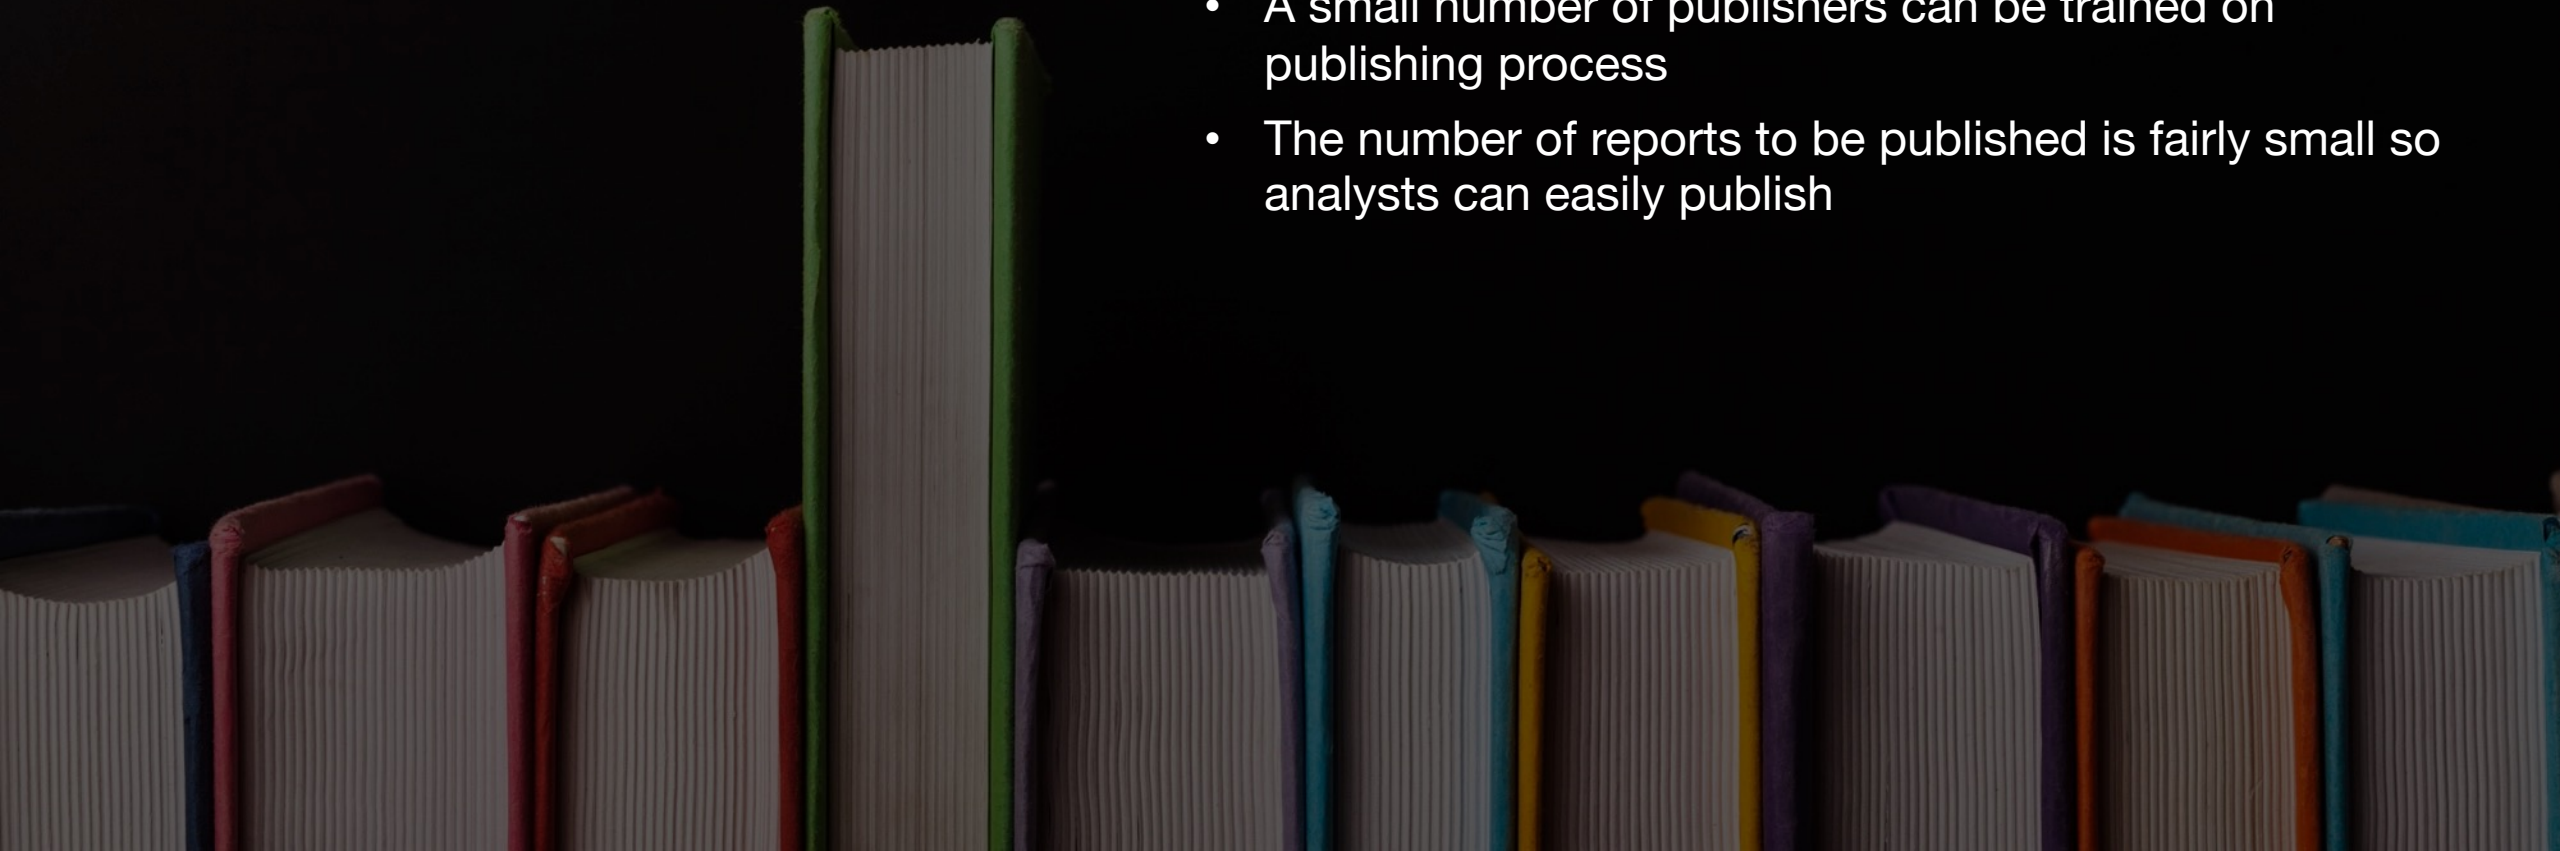 • A small number of publishers can be trained on
publishing process
• The number of reports to be published is fairly small so
analysts can easily publish